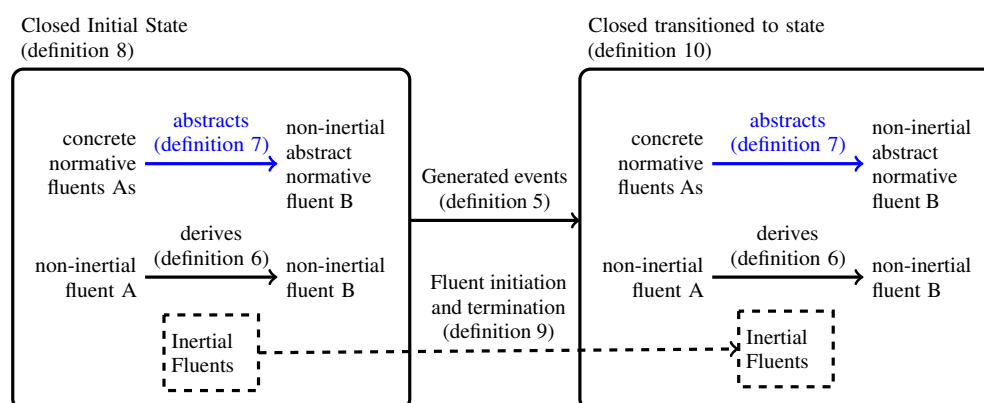 Closed Initial State
(definition 8)
concrete
normative
fluents As
abstracts
(definition 7)
non-inertial
abstract
normative
fluent B
non-inertial
fluent A
derives
(definition 6)
non-inertial
fluent B
Inertial
Fluents
Generated events
(definition 5)
Fluent initiation
and termination
(definition 9)
Closed transitioned to state
(definition 10)
concrete
normative
fluents As
abstracts
(definition 7)
non-inertial
abstract
normative
fluent B
non-inertial
fluent A
derives
(definition 6)
non-inertial
fluent B
Inertial
Fluents